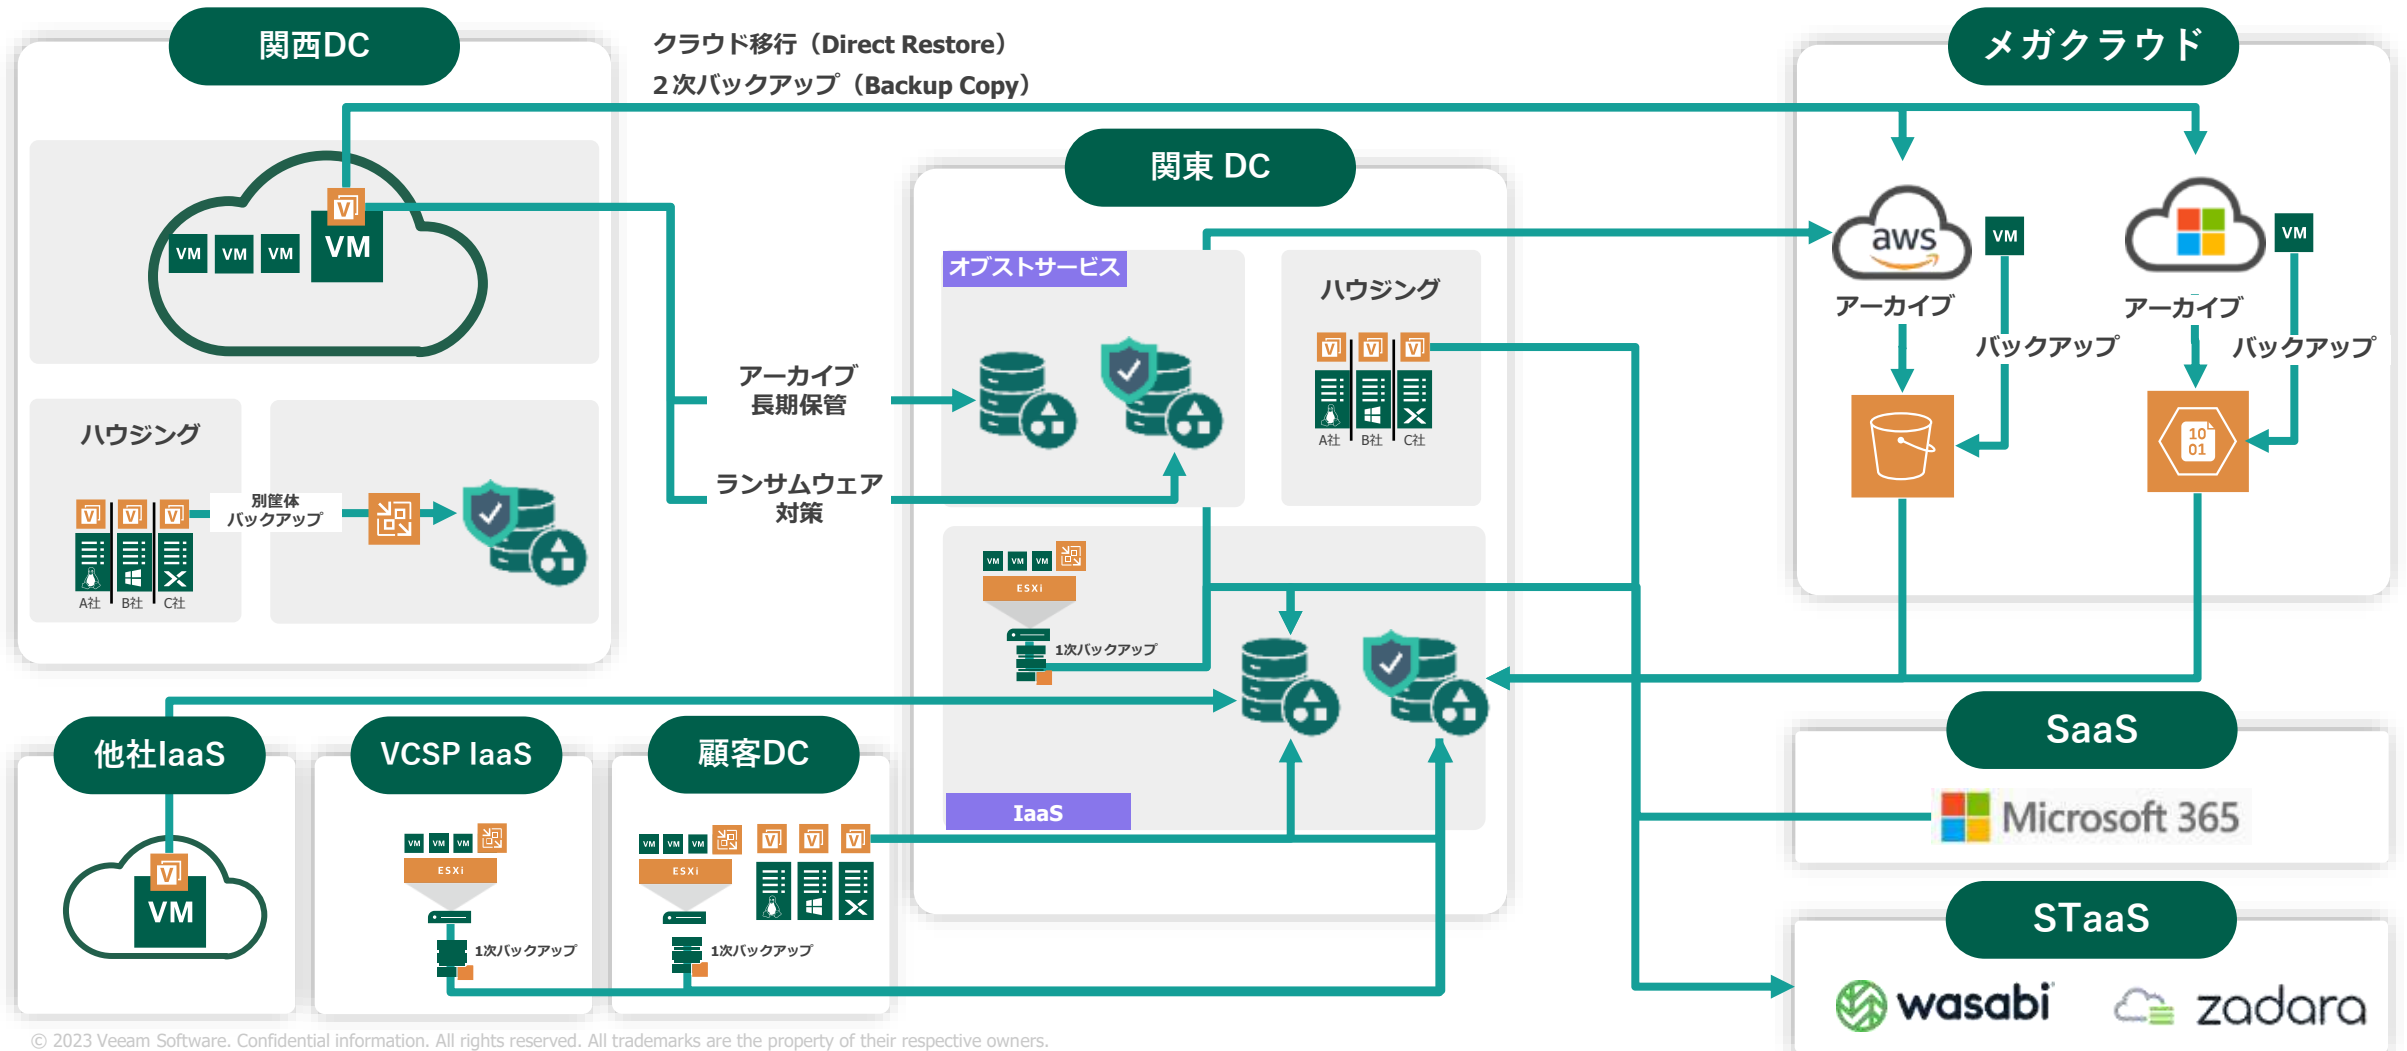 関西DC
クラウド移行（Direct Restore）
２次バックアップ（Backup Copy）
メガクラウド
関東 DC
V
VM
VM
VM
VM
オブストサービス
ハウジング
V
V
V
A社
B社
C社
aws
VM
VM
アーカイブ
バックアップ
アーカイブ
バックアップ
10
01
アーカイブ
長期保管
ランサムウェア
対策
ハウジング
V
V
V
別筐体
バックアップ
A社
B社
C社
VM
VM
VM
ESXi
1次バックアップ
IaaS
他社IaaS
V
VM
VCSP IaaS
VM
VM
VM
ESXi
1次バックアップ
顧客DC
VM
VM
VM
V
V
V
ESXi
1次バックアップ
SaaS
Microsoft 365
STaaS
wasabi
zadara
© 2023 Veeam Software. Confidential information. All rights reserved. All trademarks are the property of their respective owners.